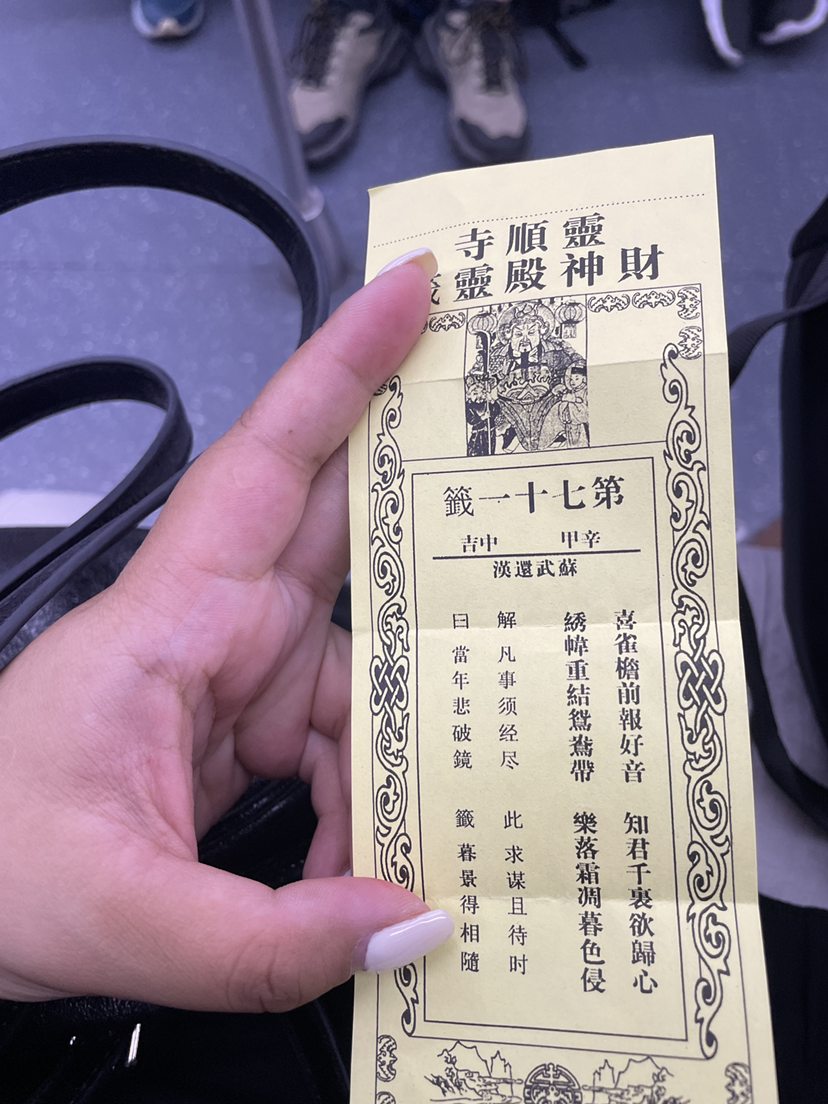 靈順寺
財神殿靈
第七十一籤
辛甲 中吉
蘇武還漢
喜雀檐前報好音 知君千裏欲歸心
綉幃重結鴛鴦帶 樂落霜凋暮色侵
解 凡事须经尽 此 求谋且待时
曰 當年悲破鏡 籤 暮景得相隨